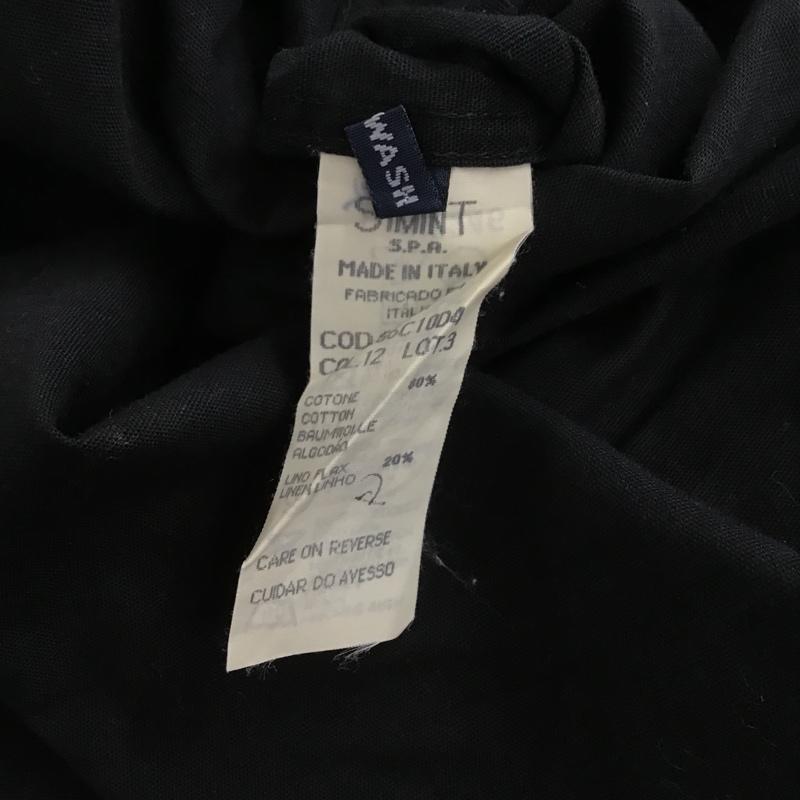 WASH
SIMINT
S.P.A.
MADE IN ITALY
FABRICADO
COD. 50C10D0
COL.12 LOT.3
80%
COTONE
COTTON
BAUMWOLLE
ALGODÃO
20%
LINO FLAX
LINEN LINHO
CARE ON REVERSE
CUIDAR DO AVESSO